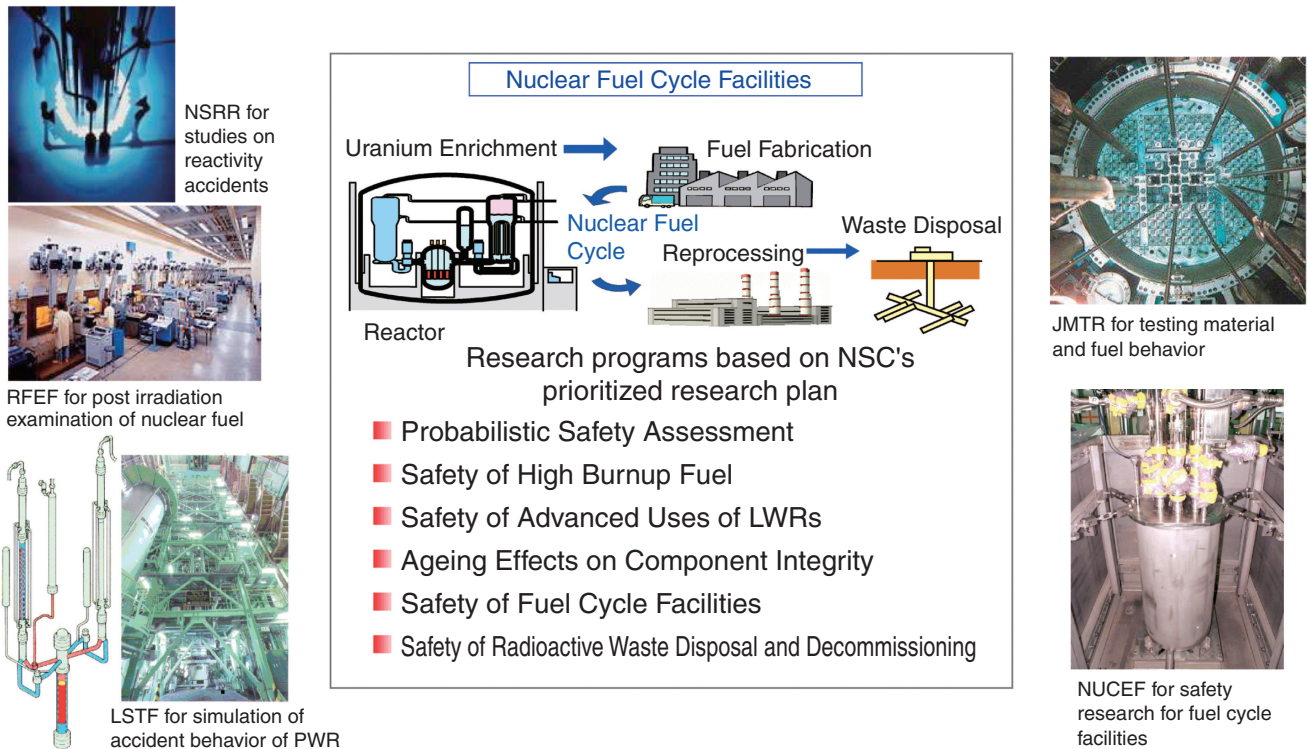 NSRR for
studies on
reactivity
accidents
RFEF for post irradiation
examination of nuclear fuel
LSTF for simulation of
accident behavior of PWR
Nuclear Fuel Cycle Facilities
Uranium Enrichment
Fuel Fabrication
Nuclear Fuel
Cycle
Waste Disposal
Reprocessing
Reactor
Research programs based on NSC's
prioritized research plan
Probabilistic Safety Assessment
Safety of High Burnup Fuel
Safety of Advanced Uses of LWRs
Ageing Effects on Component Integrity
Safety of Fuel Cycle Facilities
Safety of Radioactive Waste Disposal and Decommissioning
JMTR for testing material
and fuel behavior
NUCEF for safety
research for fuel cycle
facilities